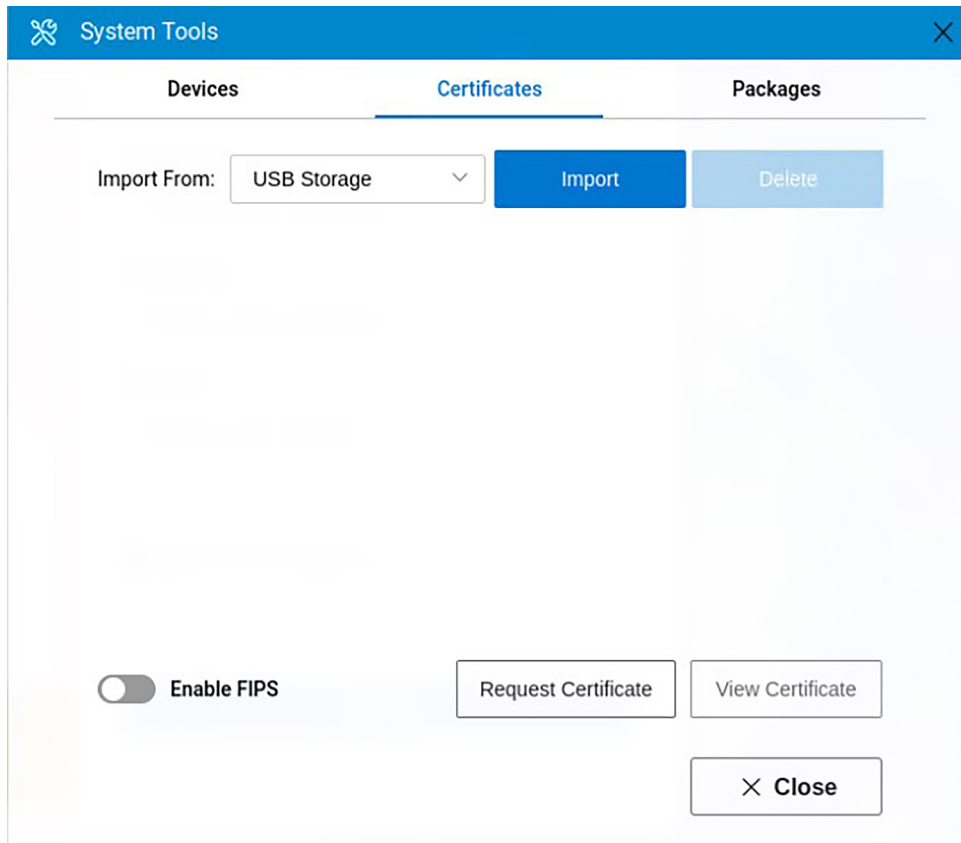 System Tools
Devices Certificates Packages
Import From: USB Storage Import Delete
Enable FIPS Request Certificate View Certificate
Close